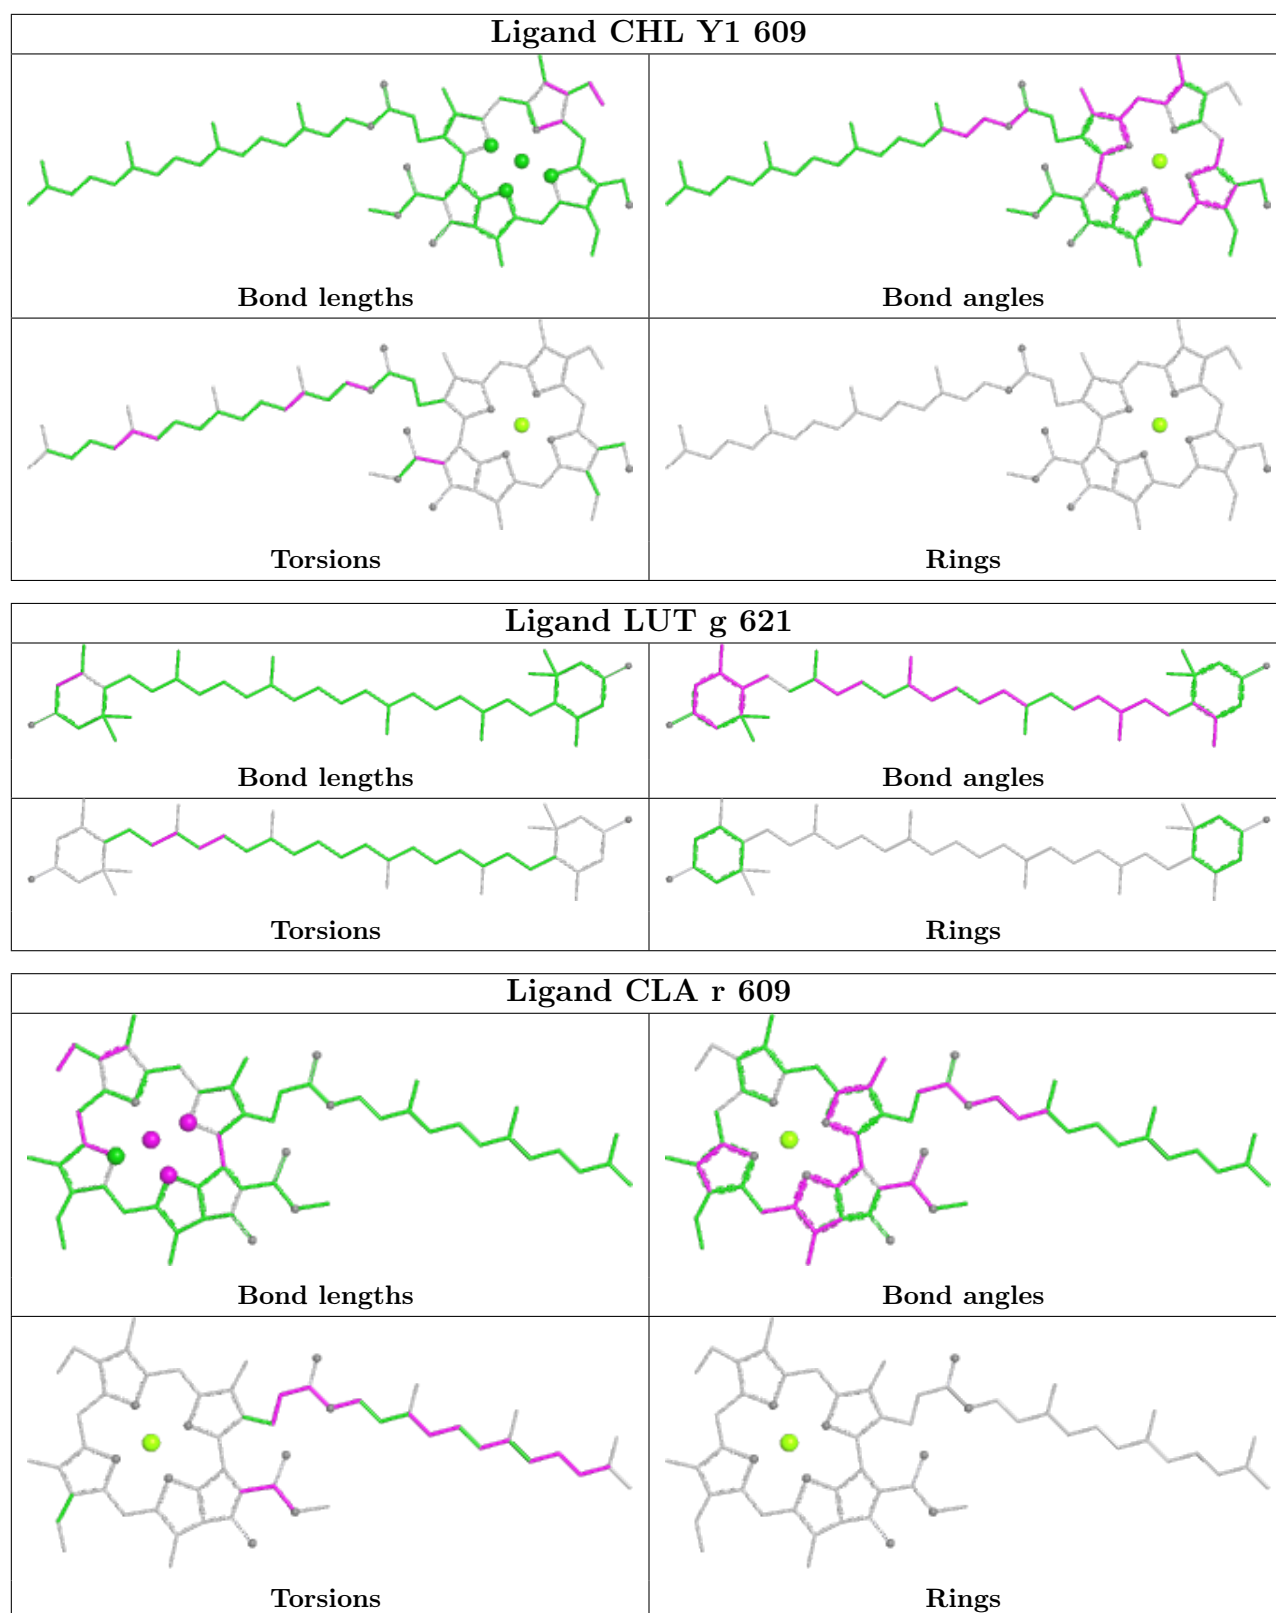 Ligand CHL Y1 609
Bond lengths
Bond angles
Torsions
Rings
Ligand LUT g 621
Bond lengths
Bond angles
Torsions
Rings
Ligand CLA r 609
Bond lengths
Bond angles
Torsions
Rings